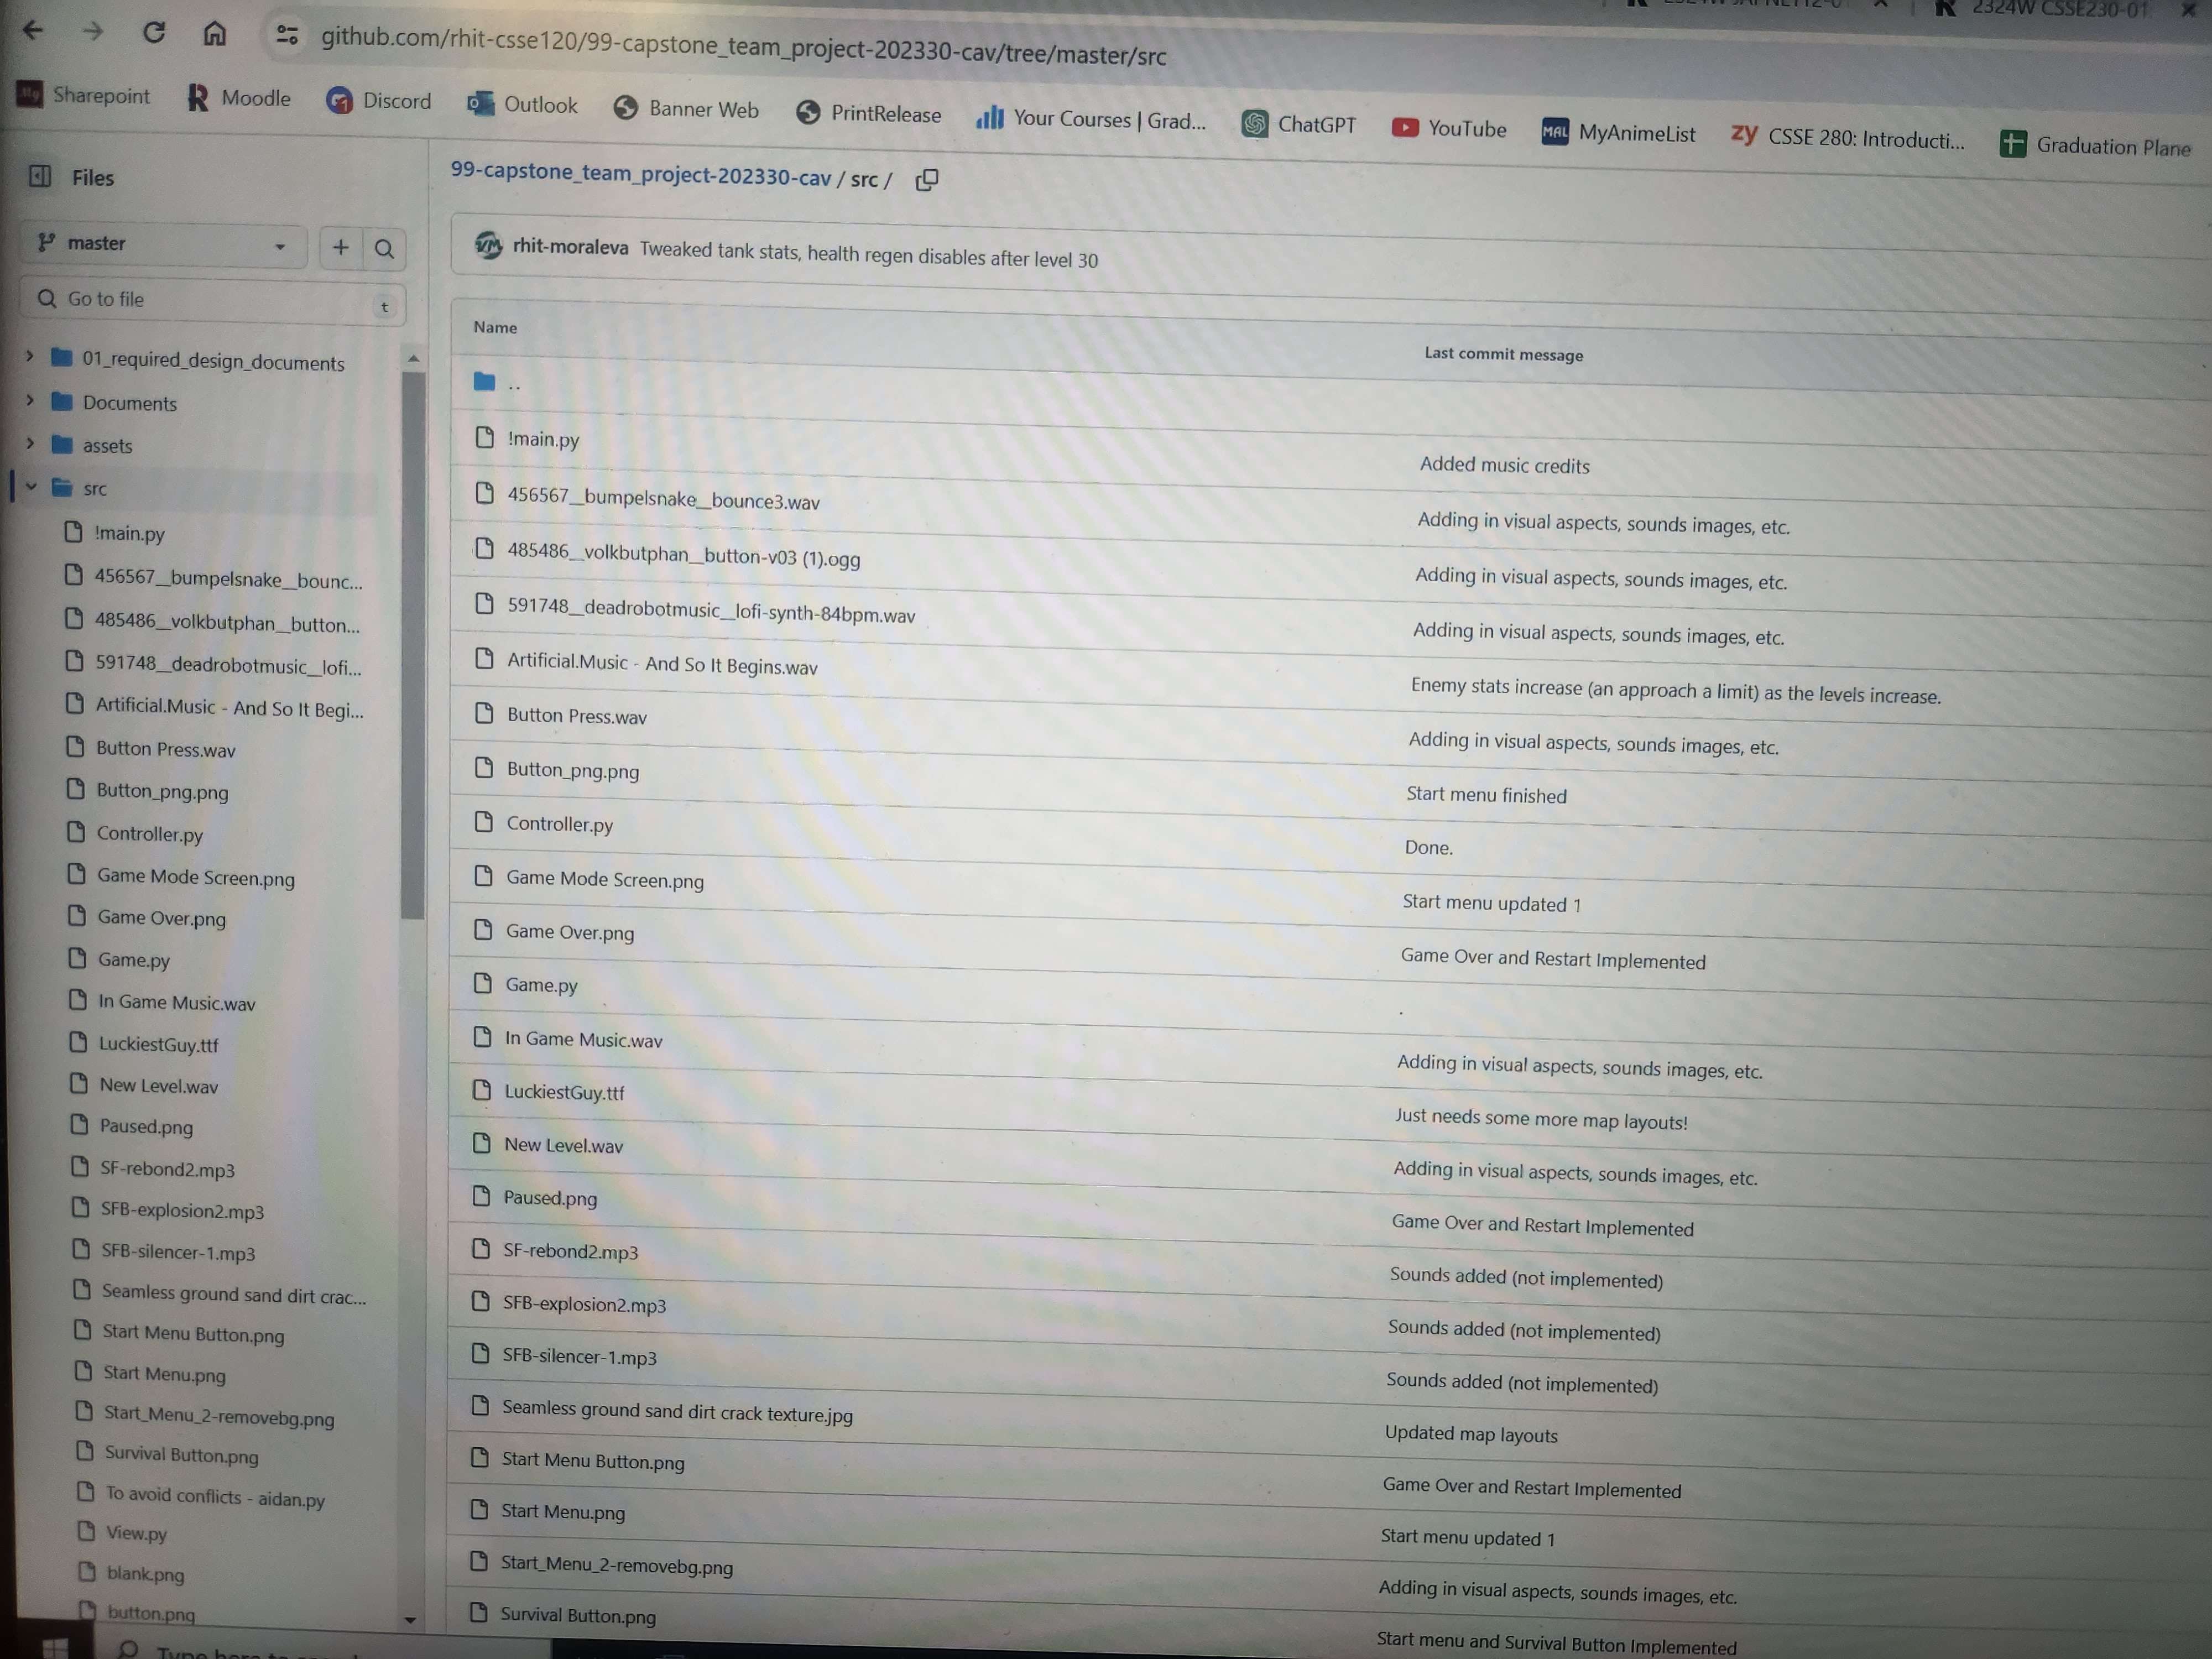 2324W CSSE230-01
github.com/rhit-csse120/99-capstone_team_project-202330-cav/tree/master/src
Sharepoint Moodle Discord Outlook Banner Web PrintRelease Your Courses | Grad... ChatGPT YouTube MAL MyAnimeList zy CSSE 280: Introducti... Graduation Plane
Files
master
Go to file t
01_required_design_documents
Documents
assets
src
!main.py
456567__bumpelsnake__bounc...
485486__volkbutphan__button...
591748__deadrobotmusic__lofi...
Artificial.Music - And So It Begi...
Button Press.wav
Button_png.png
Controller.py
Game Mode Screen.png
Game Over.png
Game.py
In Game Music.wav
LuckiestGuy.ttf
New Level.wav
Paused.png
SF-rebond2.mp3
SFB-explosion2.mp3
SFB-silencer-1.mp3
Seamless ground sand dirt crac...
Start Menu Button.png
Start Menu.png
Start_Menu_2-removebg.png
Survival Button.png
To avoid conflicts - aidan.py
View.py
blank.png
button.png
99-capstone_team_project-202330-cav / src /
VM rhit-moraleva Tweaked tank stats, health regen disables after level 30
Name Last commit message
..
!main.py Added music credits
456567__bumpelsnake__bounce3.wav Adding in visual aspects, sounds images, etc.
485486__volkbutphan__button-v03 (1).ogg Adding in visual aspects, sounds images, etc.
591748__deadrobotmusic__lofi-synth-84bpm.wav Adding in visual aspects, sounds images, etc.
Artificial.Music - And So It Begins.wav Enemy stats increase (an approach a limit) as the levels increase.
Button Press.wav Adding in visual aspects, sounds images, etc.
Button_png.png Start menu finished
Controller.py Done.
Game Mode Screen.png Start menu updated 1
Game Over.png Game Over and Restart Implemented
Game.py .
In Game Music.wav Adding in visual aspects, sounds images, etc.
LuckiestGuy.ttf Just needs some more map layouts!
New Level.wav Adding in visual aspects, sounds images, etc.
Paused.png Game Over and Restart Implemented
SF-rebond2.mp3 Sounds added (not implemented)
SFB-explosion2.mp3 Sounds added (not implemented)
SFB-silencer-1.mp3 Sounds added (not implemented)
Seamless ground sand dirt crack texture.jpg Updated map layouts
Start Menu Button.png Game Over and Restart Implemented
Start Menu.png Start menu updated 1
Start_Menu_2-removebg.png Adding in visual aspects, sounds images, etc.
Survival Button.png Start menu and Survival Button Implemented